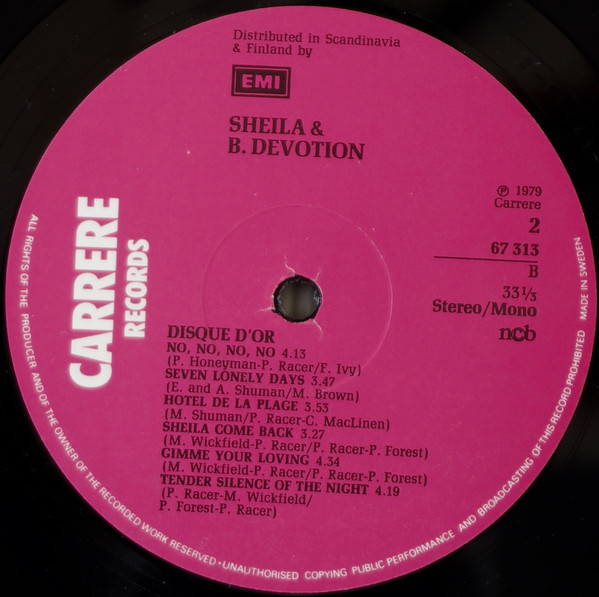 Distributed in Scandinavia
& Finland by
EMI
SHEILA &
B. DEVOTION
℗ 1979
Carrere
2
67 313
B
33 1/3
Stereo/Mono
ncb
CARRERE
RECORDS
DISQUE D'OR
NO, NO, NO, NO 4.13
(P. Honeyman-P. Racer/F. Ivy)
SEVEN LONELY DAYS 3.47
(E. and A. Shuman/M. Brown)
HOTEL DE LA PLAGE 3.53
(M. Shuman/P. Racer-C. MacLinen)
SHEILA COME BACK 3.27
(M. Wickfield-P. Racer/P. Racer-P. Forest)
GIMME YOUR LOVING 4.34
(M. Wickfield-P. Racer/P. Racer-P. Forest)
TENDER SILENCE OF THE NIGHT 4.19
(P. Racer-M. Wickfield/
P. Forest-P. Racer)
ALL RIGHTS OF THE PRODUCER AND OF THE OWNER OF THE RECORDED WORK RESERVED • UNAUTHORISED COPYING PUBLIC PERFORMANCE AND BROADCASTING OF THIS RECORD PROHIBITED MADE IN SWEDEN